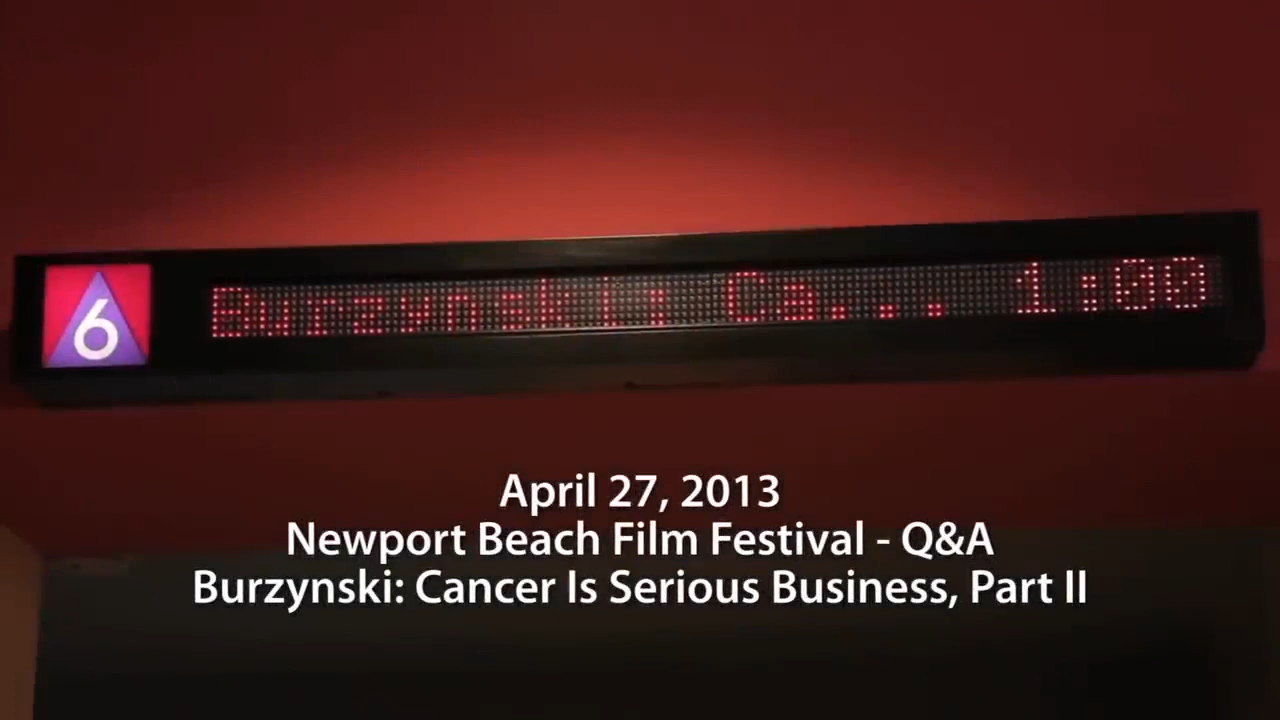 6
Burzynski: Ca... 1:00
April 27, 2013
Newport Beach Film Festival - Q&A
Burzynski: Cancer Is Serious Business, Part II